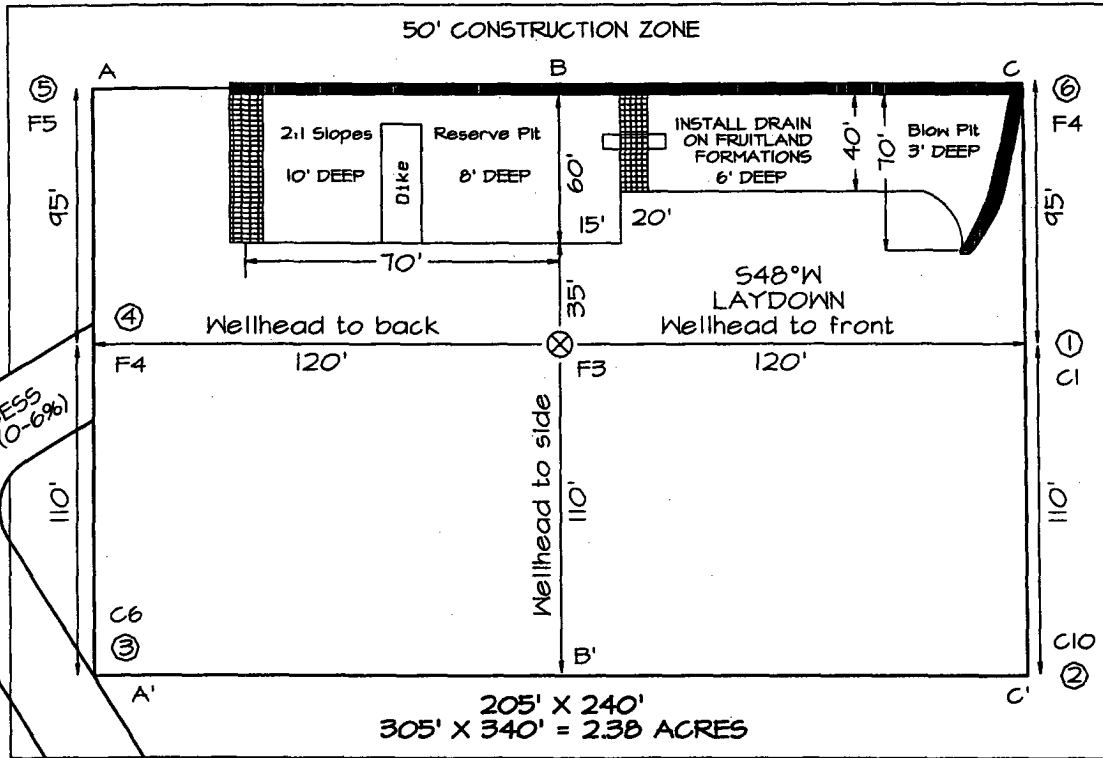 50' CONSTRUCTION ZONE
A
B
C
5
6
F5
F4
2:1 Slopes
Reserve Pit
10' DEEP
8' DEEP
Dike
60'
INSTALL DRAIN
ON FRUITLAND
FORMATIONS
6' DEEP
40'
70'
Blow Pit
3' DEEP
95'
95'
15'
20'
70'
35'
S48°W
LAYDOWN
4
Wellhead to back
Wellhead to front
1
F4
120'
F3
120'
C1
(0-6%)
110'
Wellhead to side
110'
110'
C6
3
C10
2
A'
B'
C'
205' X 240'
305' X 340' = 2.38 ACRES